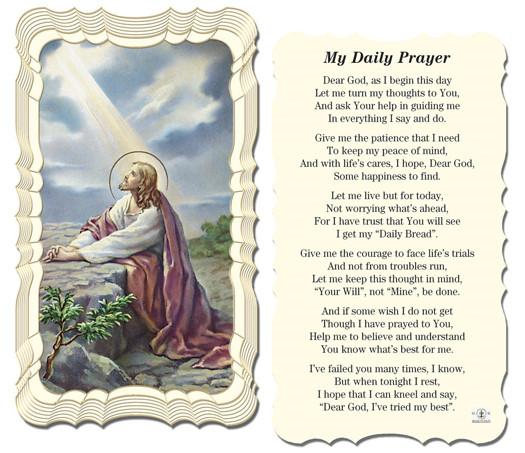 My Daily Prayer
Dear God, as I begin this day
Let me turn my thoughts to You,
And ask Your help in guiding me
In everything I say and do.
Give me the patience that I need
To keep my peace of mind,
And with life's cares, I hope, Dear God,
Some happiness to find.
Let me live but for today,
Not worrying what's ahead,
For I have trust that You will see
I get my “Daily Bread”.
Give me the courage to face life's trials
And not from troubles run,
Let me keep this thought in mind,
“Your Will”, not “Mine”, be done.
And if some wish I do not get
Though I have prayed to You,
Help me to believe and understand
You know what's best for me.
I've failed you many times, I know,
But when tonight I rest,
I hope that I can kneel and say,
“Dear God, I've tried my best”.